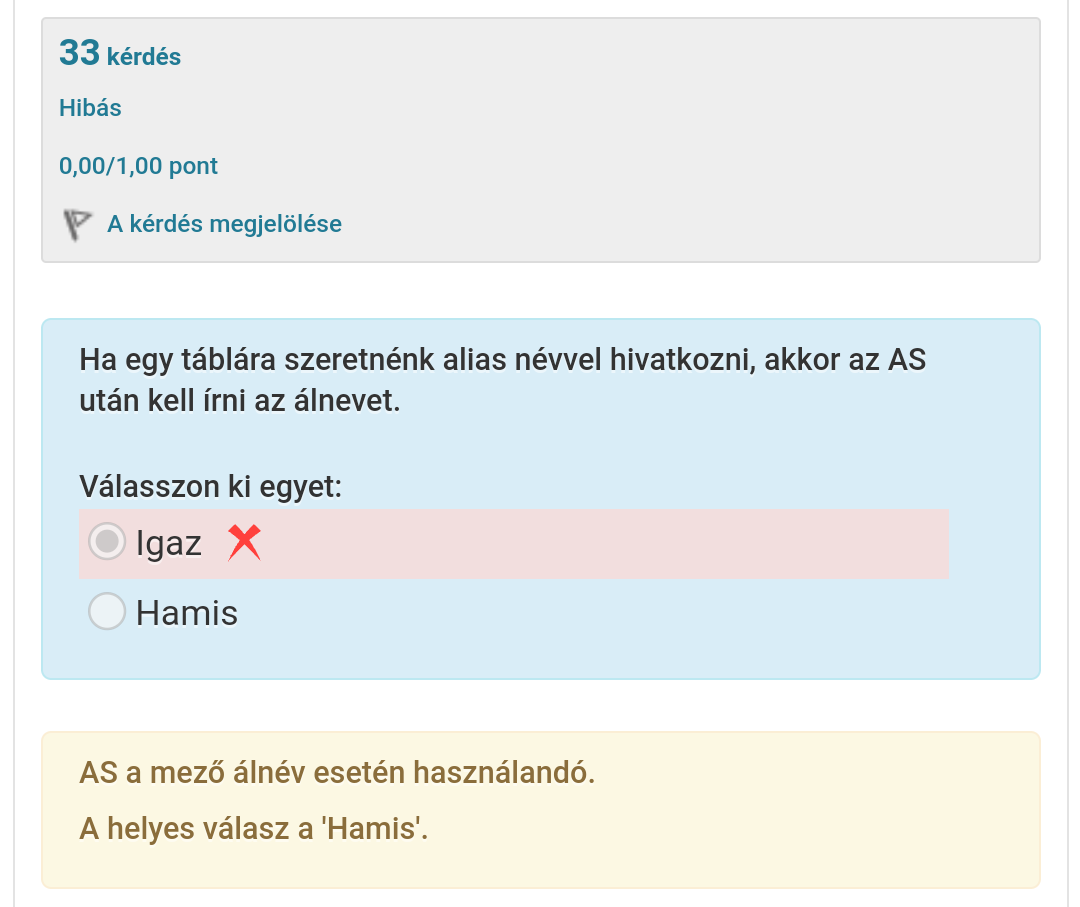 33 kérdés
Hibás
0,00/1,00 pont
A kérdés megjelölése
Ha egy táblára szeretnénk alias névvel hivatkozni, akkor az AS
után kell írni az álnevet.
Válasszon ki egyet:
Igaz
Hamis
AS a mező álnév esetén használandó.
A helyes válasz a 'Hamis'.